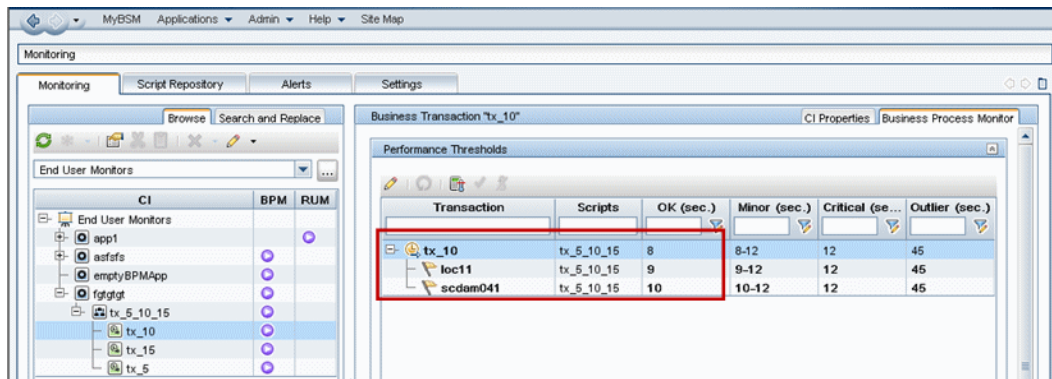 MyBSM Applications Admin Help Site Map
Monitoring
Monitoring Script Repository Alerts Settings
Browse Search and Replace
End User Monitors ...
CI BPM RUM
End User Monitors
app1
asfsfs
emptyBPMApp
fgtgtgt
tx_5_10_15
tx_10
tx_15
tx_5
Business Transaction "tx_10" CI Properties Business Process Monitor
Performance Thresholds
Transaction Scripts OK (sec.) Minor (sec.) Critical (se... Outlier (sec.)
tx_10 tx_5_10_15 8 8-12 12 45
loc11 tx_5_10_15 9 9-12 12 45
scdam041 tx_5_10_15 10 10-12 12 45